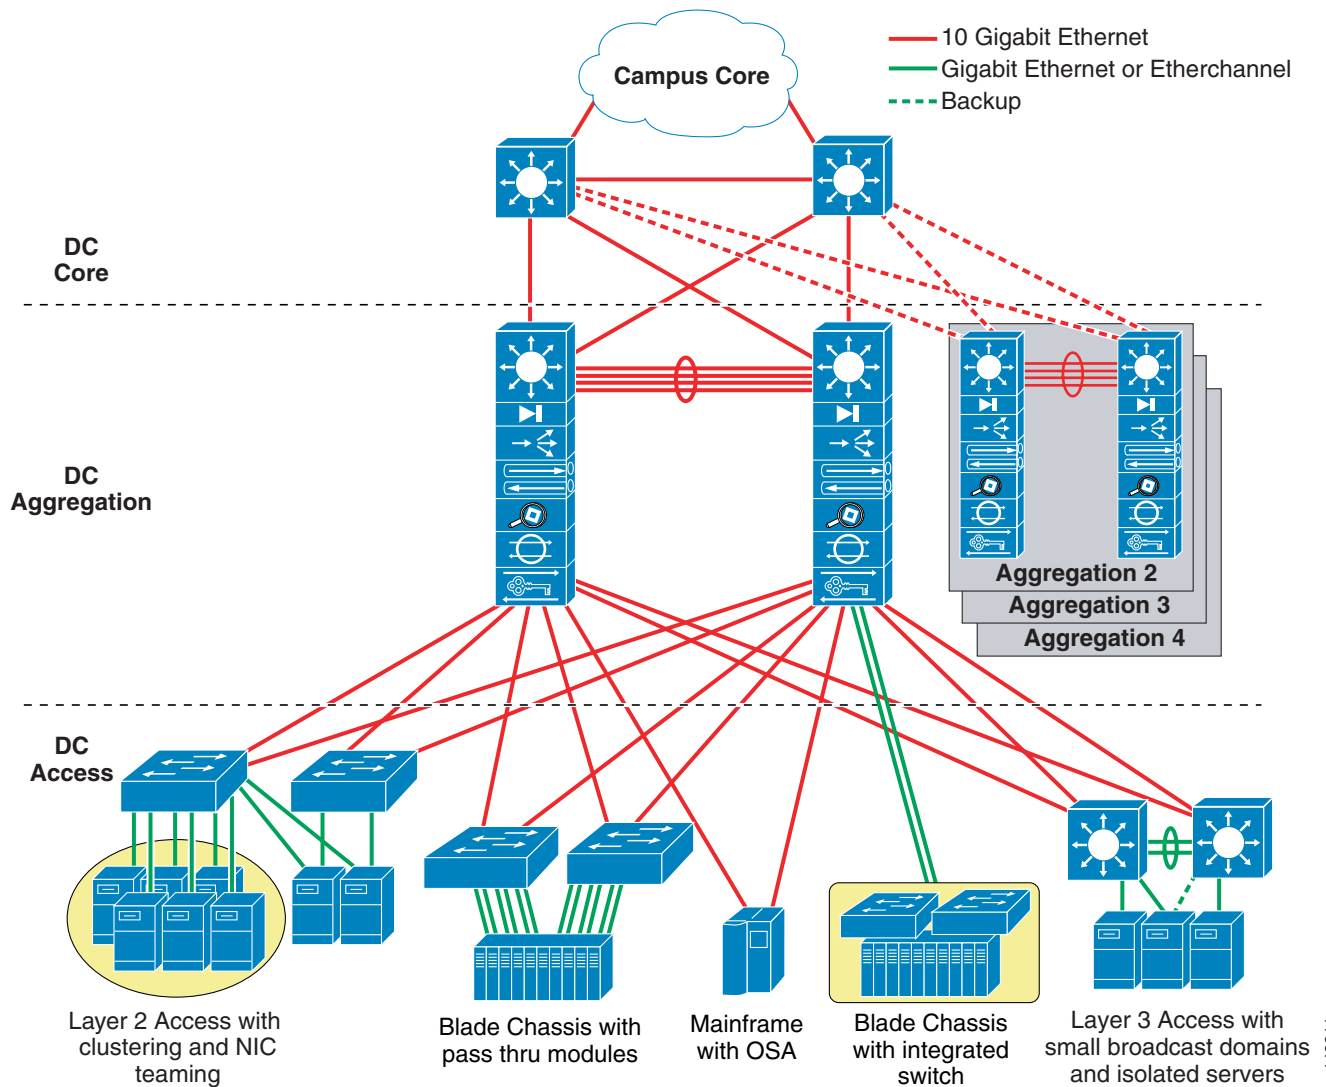 Campus Core
10 Gigabit Ethernet
Gigabit Ethernet or Etherchannel
Backup
DC
Core
DC
Aggregation
Aggregation 2
Aggregation 3
Aggregation 4
DC
Access
Layer 2 Access with
clustering and NIC
teaming
Blade Chassis with
pass thru modules
Mainframe
with OSA
Blade Chassis
with integrated
switch
Layer 3 Access with
small broadcast domains
and isolated servers